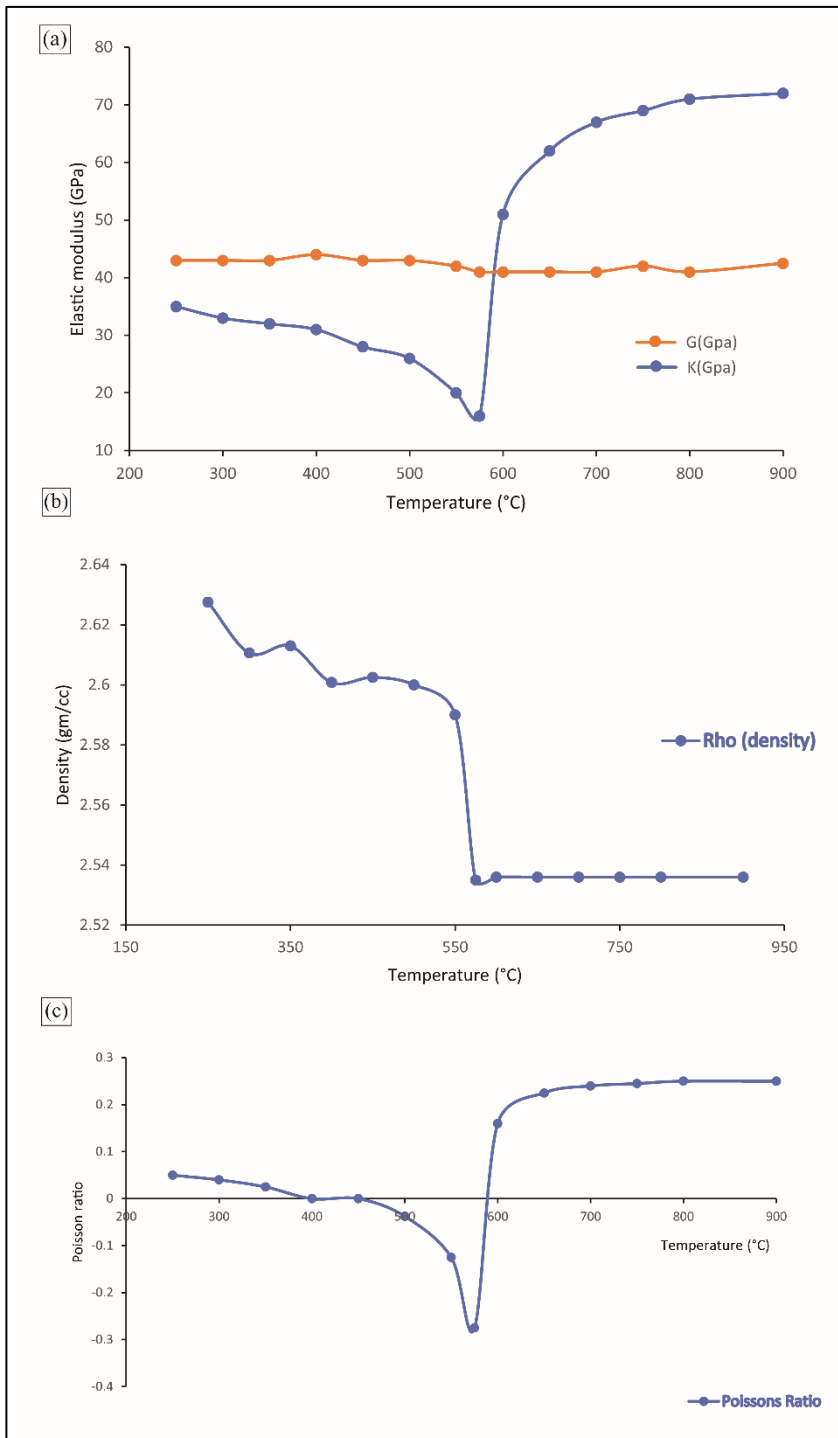 (a)
80
70
60
50
40
30
20
10
Elastic modulus (GPa)
G(Gpa)
K(Gpa)
200 300 400 500 600 700 800 900
Temperature (°C)
(b)
2.64
2.62
2.6
2.58
2.56
2.54
2.52
Density (gm/cc)
Rho (density)
150 350 550 750 950
Temperature (°C)
(c)
0.3
0.2
0.1
0
-0.1
-0.2
-0.3
-0.4
Poisson ratio
200 300 400 500 600 700 800 900
Temperature (°C)
Poissons Ratio